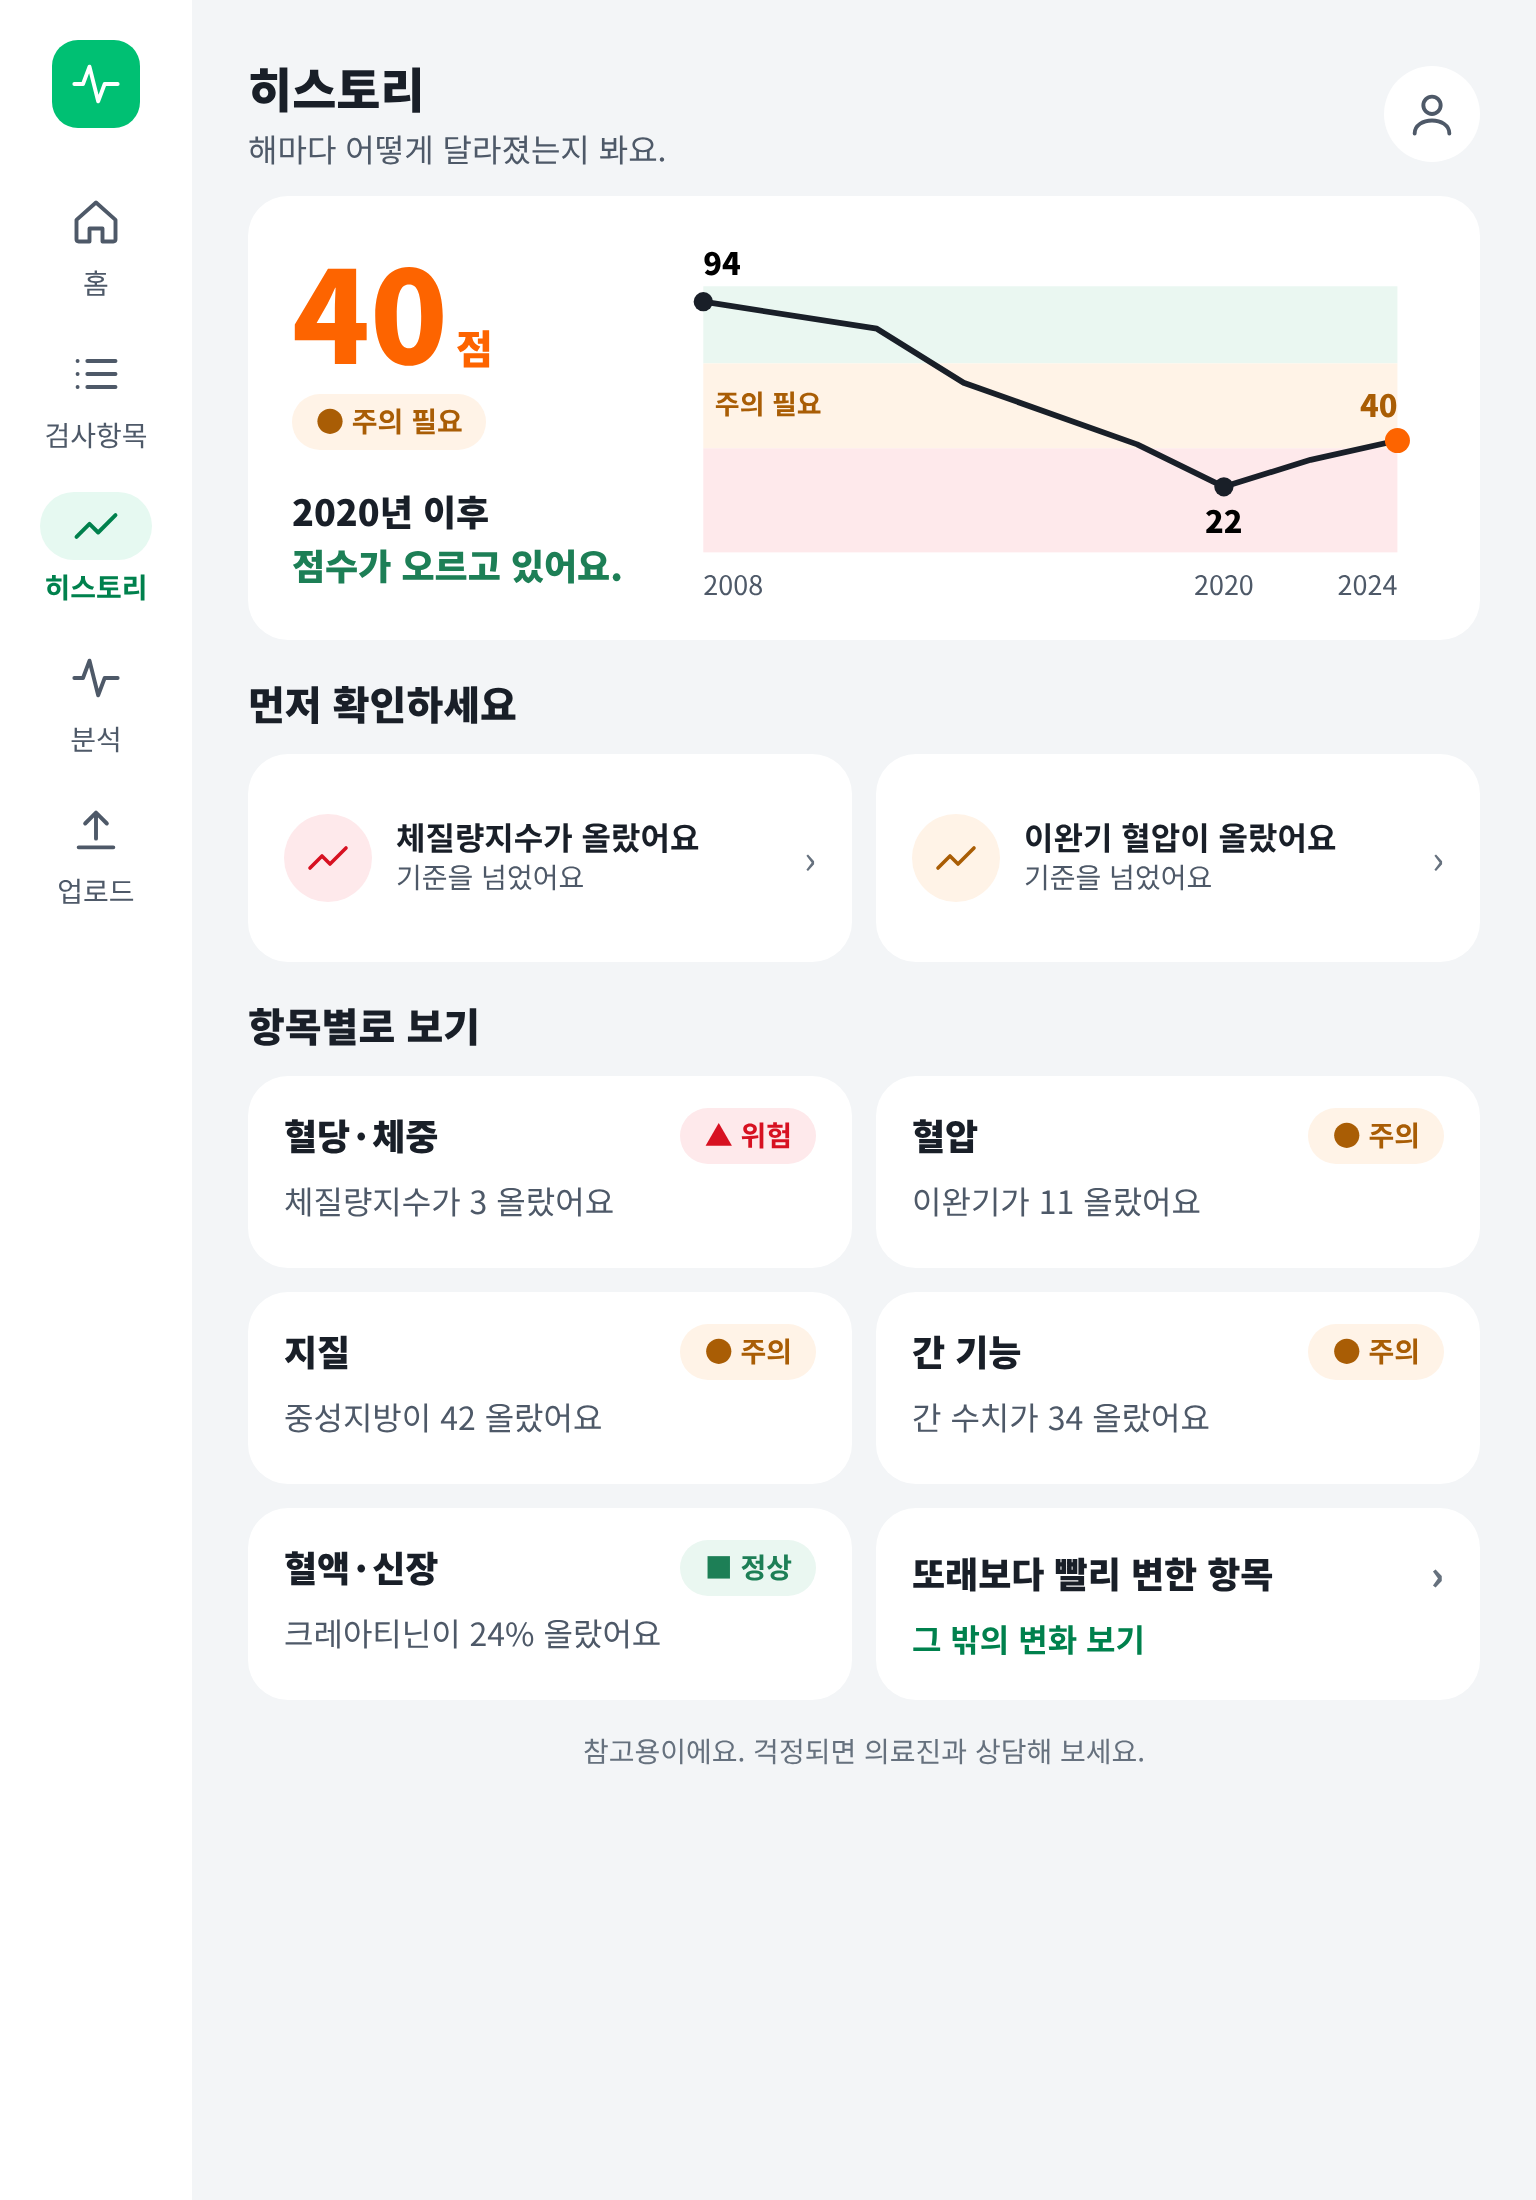 히스토리
해마다 어떻게 달라졌는지 봐요.
홈
검사항목
히스토리
분석
업로드
40 점
주의 필요
2020년 이후
점수가 오르고 있어요.
94
주의 필요
40
22
2008 2020 2024
먼저 확인하세요
체질량지수가 올랐어요
기준을 넘었어요
이완기 혈압이 올랐어요
기준을 넘었어요
항목별로 보기
혈당·체중 위험
체질량지수가 3 올랐어요
혈압 주의
이완기가 11 올랐어요
지질 주의
중성지방이 42 올랐어요
간 기능 주의
간 수치가 34 올랐어요
혈액·신장 정상
크레아티닌이 24% 올랐어요
또래보다 빨리 변한 항목
그 밖의 변화 보기
참고용이에요. 걱정되면 의료진과 상담해 보세요.